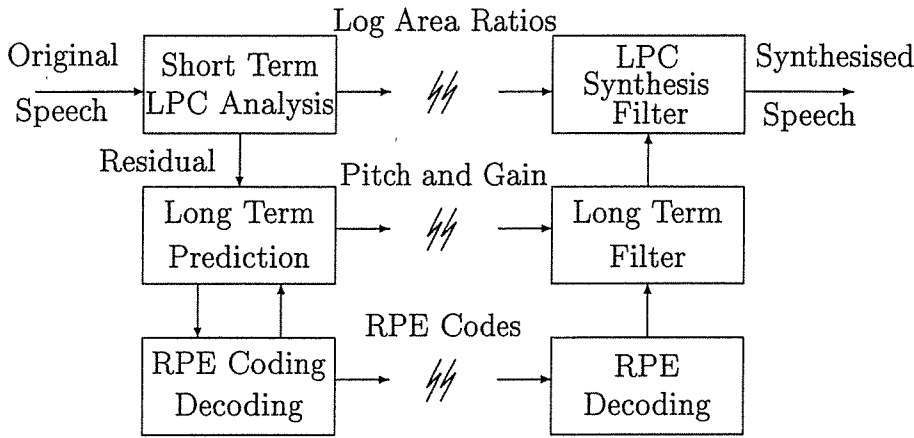 Log Area Ratios
Original
Speech
Short Term
LPC Analysis
LPC
Synthesis
Filter
Synthesised
Speech
Residual
Pitch and Gain
Long Term
Prediction
Long Term
Filter
RPE Codes
RPE Coding
Decoding
RPE
Decoding